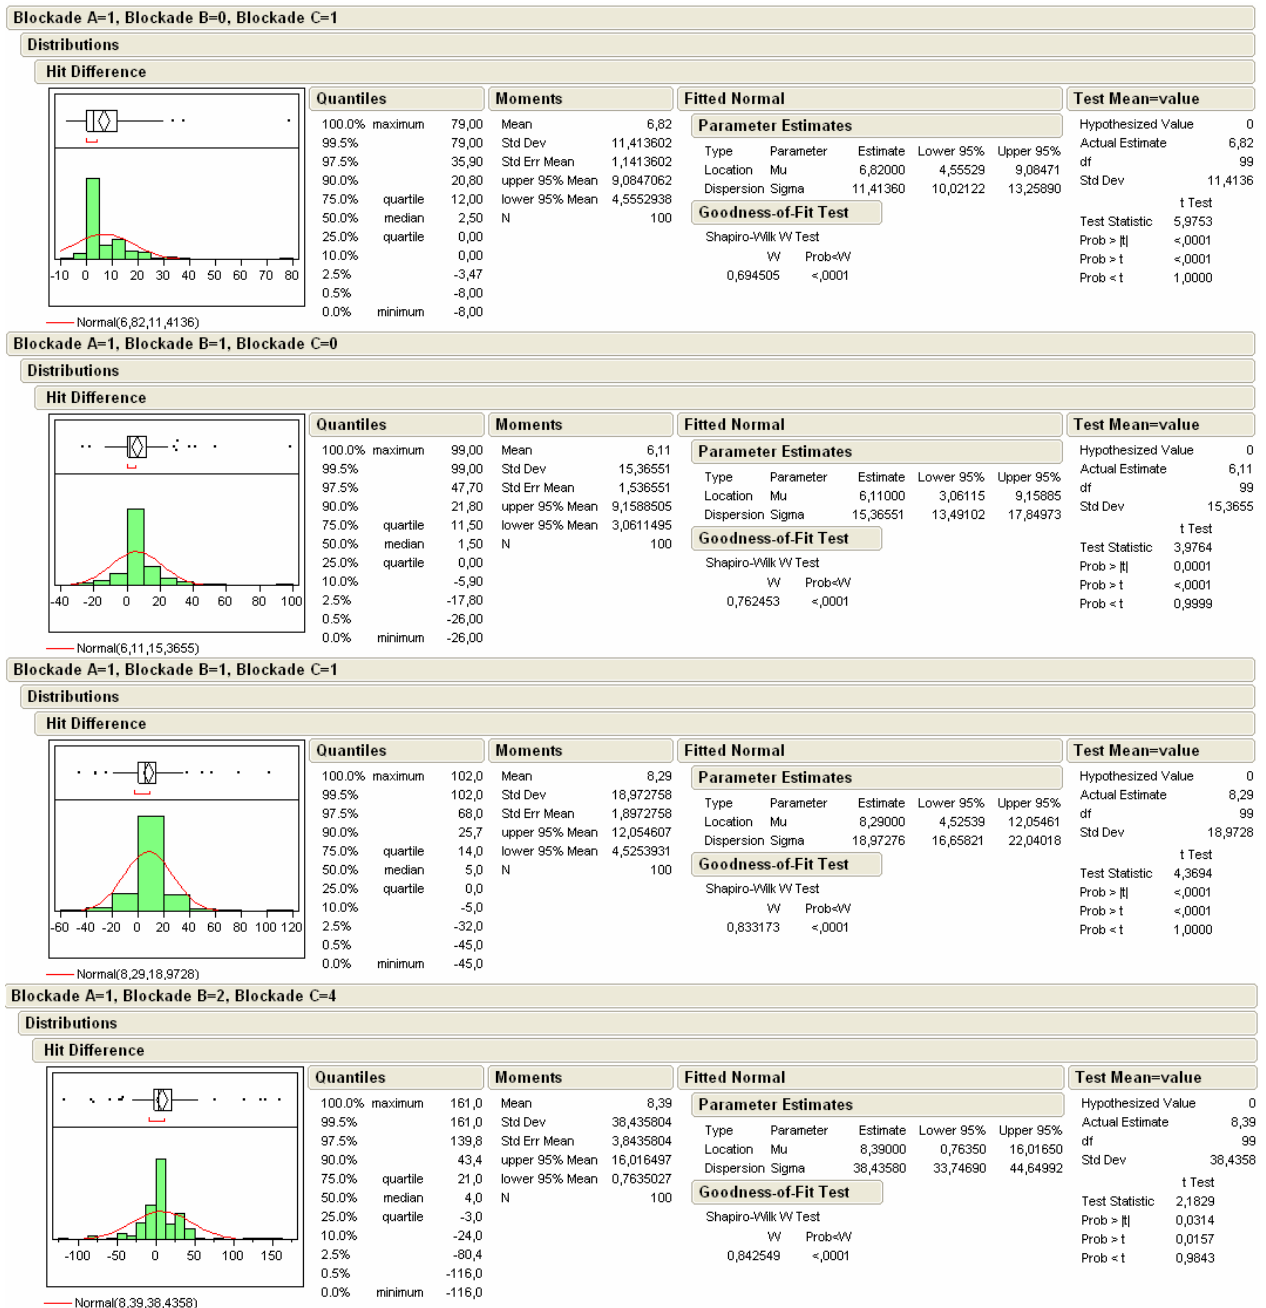 Blockade A=1, Blockade B=0, Blockade C=1
Distributions
Hit Difference
-10 0 10 20 30 40 50 60 70 80
Normal(6,82,11,4136)
Quantiles
100.0% maximum 79,00
99.5% 79,00
97.5% 35,90
90.0% 20,80
75.0% quartile 12,00
50.0% median 2,50
25.0% quartile 0,00
10.0% 0,00
2.5% -3,47
0.5% -8,00
0.0% minimum -8,00
Moments
Mean 6,82
Std Dev 11,413602
Std Err Mean 1,1413602
upper 95% Mean 9,0847062
lower 95% Mean 4,5552938
N 100
Fitted Normal
Parameter Estimates
Type Parameter Estimate Lower 95% Upper 95%
Location Mu 6,82000 4,55529 9,08471
Dispersion Sigma 11,41360 10,02122 13,25890
Goodness-of-Fit Test
Shapiro-Wilk W Test
W Prob<W
0,694505 <,0001
Test Mean=value
Hypothesized Value 0
Actual Estimate 6,82
df 99
Std Dev 11,4136
t Test
Test Statistic 5,9753
Prob > |t| <,0001
Prob > t <,0001
Prob < t 1,0000
Blockade A=1, Blockade B=1, Blockade C=0
Distributions
Hit Difference
-40 -20 0 20 40 60 80 100
Normal(6,11,15,3655)
Quantiles
100.0% maximum 99,00
99.5% 99,00
97.5% 47,70
90.0% 21,80
75.0% quartile 11,50
50.0% median 1,50
25.0% quartile 0,00
10.0% -5,90
2.5% -17,80
0.5% -26,00
0.0% minimum -26,00
Moments
Mean 6,11
Std Dev 15,36551
Std Err Mean 1,536551
upper 95% Mean 9,1588505
lower 95% Mean 3,0611495
N 100
Fitted Normal
Parameter Estimates
Type Parameter Estimate Lower 95% Upper 95%
Location Mu 6,11000 3,06115 9,15885
Dispersion Sigma 15,36551 13,49102 17,84973
Goodness-of-Fit Test
Shapiro-Wilk W Test
W Prob<W
0,762453 <,0001
Test Mean=value
Hypothesized Value 0
Actual Estimate 6,11
df 99
Std Dev 15,3655
t Test
Test Statistic 3,9764
Prob > |t| 0,0001
Prob > t <,0001
Prob < t 0,9999
Blockade A=1, Blockade B=1, Blockade C=1
Distributions
Hit Difference
-60 -40 -20 0 20 40 60 80 100 120
Normal(8,29,18,9728)
Quantiles
100.0% maximum 102,0
99.5% 102,0
97.5% 68,0
90.0% 25,7
75.0% quartile 14,0
50.0% median 5,0
25.0% quartile 0,0
10.0% -5,0
2.5% -32,0
0.5% -45,0
0.0% minimum -45,0
Moments
Mean 8,29
Std Dev 18,972758
Std Err Mean 1,8972758
upper 95% Mean 12,054607
lower 95% Mean 4,5253931
N 100
Fitted Normal
Parameter Estimates
Type Parameter Estimate Lower 95% Upper 95%
Location Mu 8,29000 4,52539 12,05461
Dispersion Sigma 18,97276 16,65821 22,04018
Goodness-of-Fit Test
Shapiro-Wilk W Test
W Prob<W
0,833173 <,0001
Test Mean=value
Hypothesized Value 0
Actual Estimate 8,29
df 99
Std Dev 18,9728
t Test
Test Statistic 4,3694
Prob > |t| <,0001
Prob > t <,0001
Prob < t 1,0000
Blockade A=1, Blockade B=2, Blockade C=4
Distributions
Hit Difference
-100 -50 0 50 100 150
Normal(8,39,38,4358)
Quantiles
100.0% maximum 161,0
99.5% 161,0
97.5% 139,8
90.0% 43,4
75.0% quartile 21,0
50.0% median 4,0
25.0% quartile -3,0
10.0% -24,0
2.5% -80,4
0.5% -116,0
0.0% minimum -116,0
Moments
Mean 8,39
Std Dev 38,435804
Std Err Mean 3,8435804
upper 95% Mean 16,016497
lower 95% Mean 0,7635027
N 100
Fitted Normal
Parameter Estimates
Type Parameter Estimate Lower 95% Upper 95%
Location Mu 8,39000 0,76350 16,01650
Dispersion Sigma 38,43580 33,74690 44,64992
Goodness-of-Fit Test
Shapiro-Wilk W Test
W Prob<W
0,842549 <,0001
Test Mean=value
Hypothesized Value 0
Actual Estimate 8,39
df 99
Std Dev 38,4358
t Test
Test Statistic 2,1829
Prob > |t| 0,0314
Prob > t 0,0157
Prob < t 0,9843